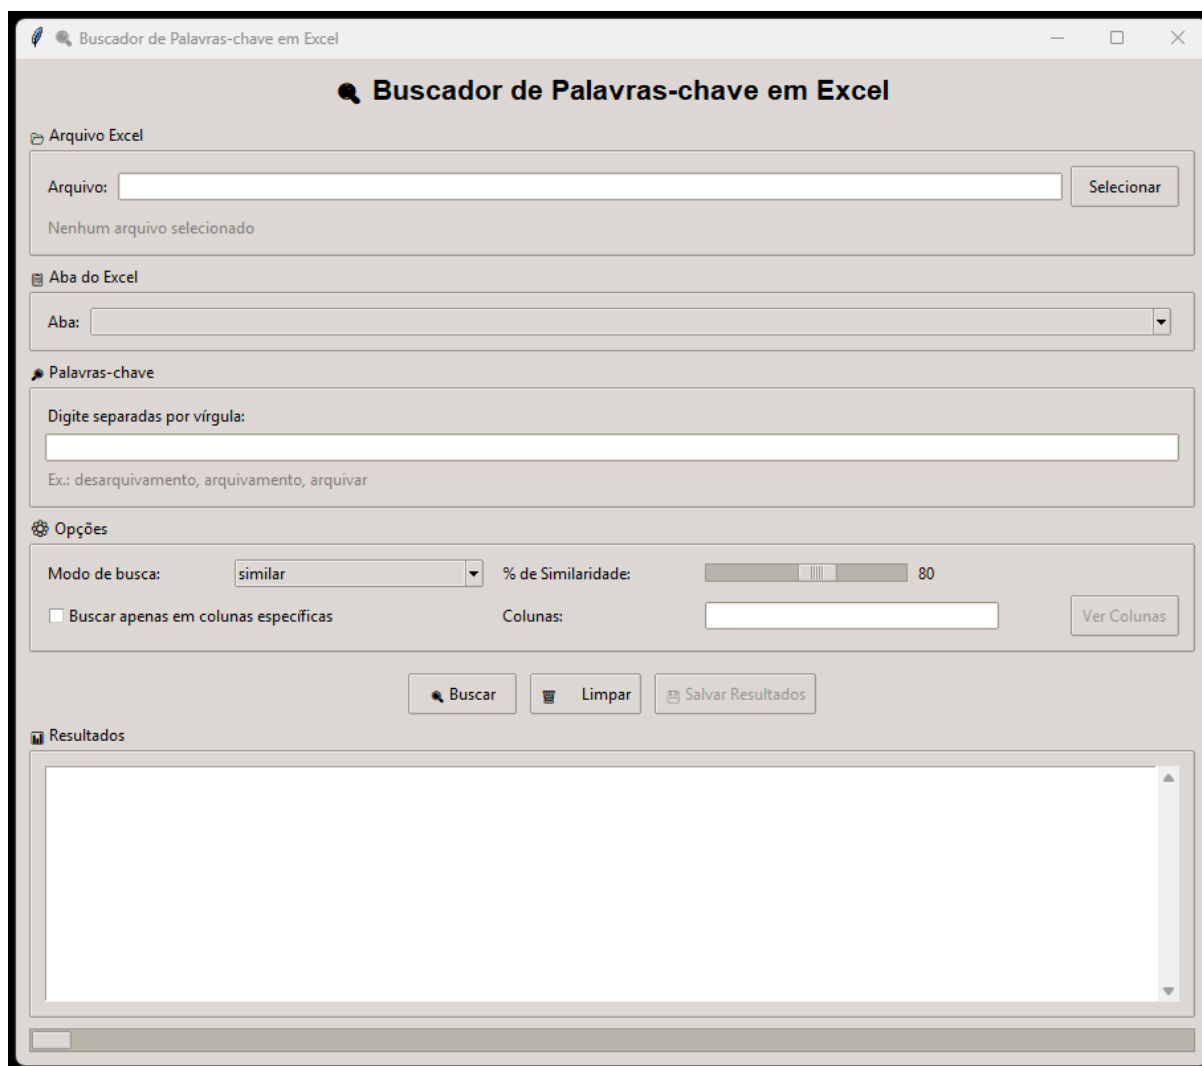 Buscador de Palavras-chave em Excel
Buscador de Palavras-chave em Excel
Arquivo Excel
Arquivo: Selecionar
Nenhum arquivo selecionado
Aba do Excel
Aba:
Palavras-chave
Digite separadas por vírgula:
Ex.: desarquivamento, arquivamento, arquivar
Opções
Modo de busca: similar % de Similaridade: 80
Buscar apenas em colunas específicas Colunas: Ver Colunas
Buscar Limpar Salvar Resultados
Resultados